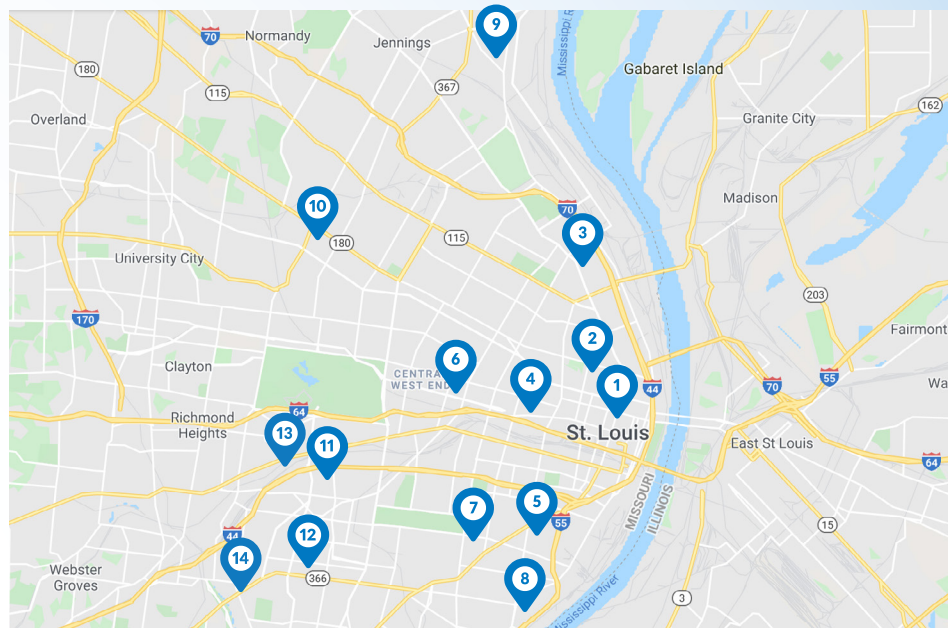 9
Normandy
70
Jennings
Mississippi R
Gabaret Island
180
115
367
162
Overland
Granite City
10
70
Madison
3
180
115
University City
203
170
2
Fairmont
6
4
1
Clayton
CENTRA
WEST END
44
70
55
Wa
64
Richmond
Heights
13
11
St. Louis
East St Louis
64
MISSOURI
ILLINOIS
7
5
55
15
44
12
14
366
8
Webster
Groves
Mississippi River
3